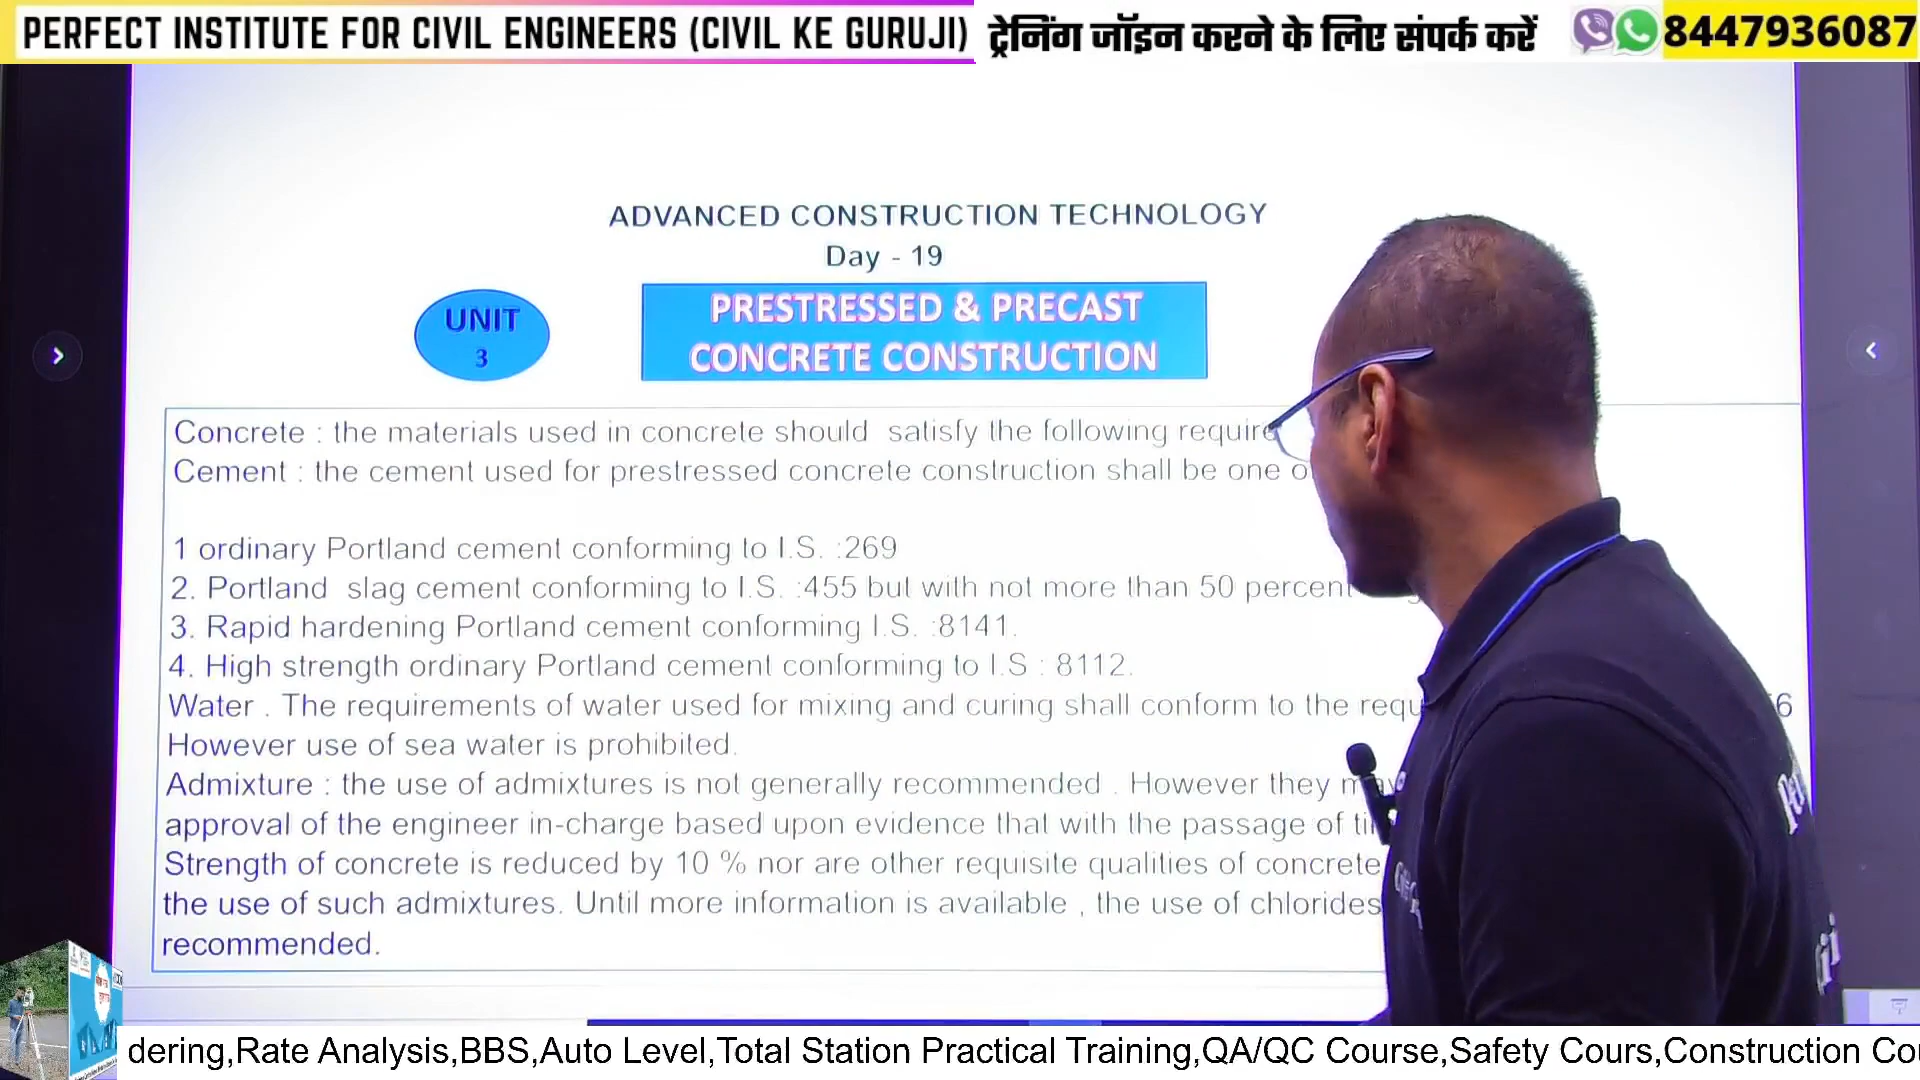 PERFECT INSTITUTE FOR CIVIL ENGINEERS (CIVIL KE GURUJI) ट्रेनिंग जॉइन करने के लिए संपर्क करें 8447936087
ADVANCED CONSTRUCTION TECHNOLOGY
Day - 19
UNIT
3
PRESTRESSED & PRECAST
CONCRETE CONSTRUCTION
Concrete : the materials used in concrete should satisfy the following require
Cement : the cement used for prestressed concrete construction shall be one o
1 ordinary Portland cement conforming to I.S. :269
2. Portland slag cement conforming to I.S. :455 but with not more than 50 percent
3. Rapid hardening Portland cement conforming I.S. :8141.
4. High strength ordinary Portland cement conforming to I.S : 8112.
Water . The requirements of water used for mixing and curing shall conform to the requ 6
However use of sea water is prohibited.
Admixture : the use of admixtures is not generally recommended . However they may
approval of the engineer in-charge based upon evidence that with the passage of ti
Strength of concrete is reduced by 10 % nor are other requisite qualities of concrete
the use of such admixtures. Until more information is available , the use of chlorides
recommended.
dering,Rate Analysis,BBS,Auto Level,Total Station Practical Training,QA/QC Course,Safety Cours,Construction Co